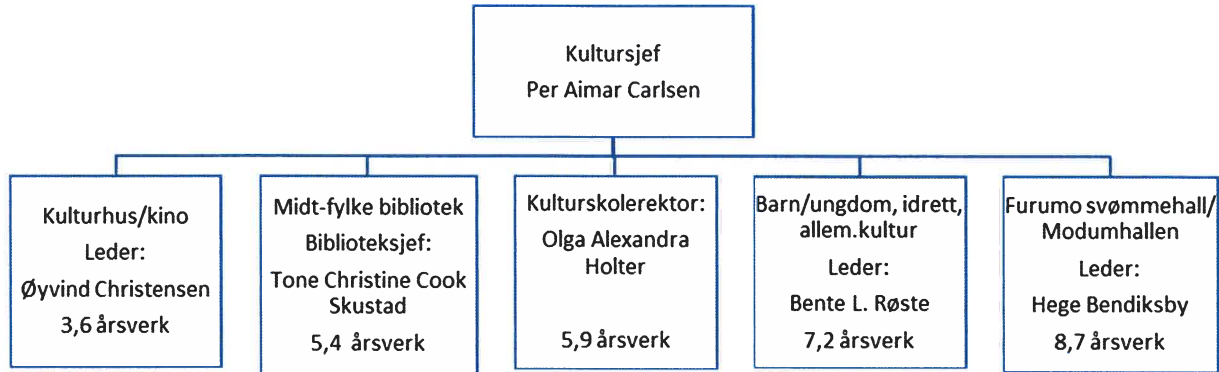 Kultursjef
Per Aimar Carlsen
Kulturhus/kino
Leder:
Øyvind Christensen
3,6 årsverk
Midt-fylke bibliotek
Biblioteksjef:
Tone Christine Cook
Skustad
5,4 årsverk
Kulturskolerektor:
Olga Alexandra
Holter
5,9 årsverk
Barn/ungdom, idrett,
allem.kultur
Leder:
Bente L. Røste
7,2 årsverk
Furumo svømmehall/
Modumhallen
Leder:
Hege Bendiksby
8,7 årsverk